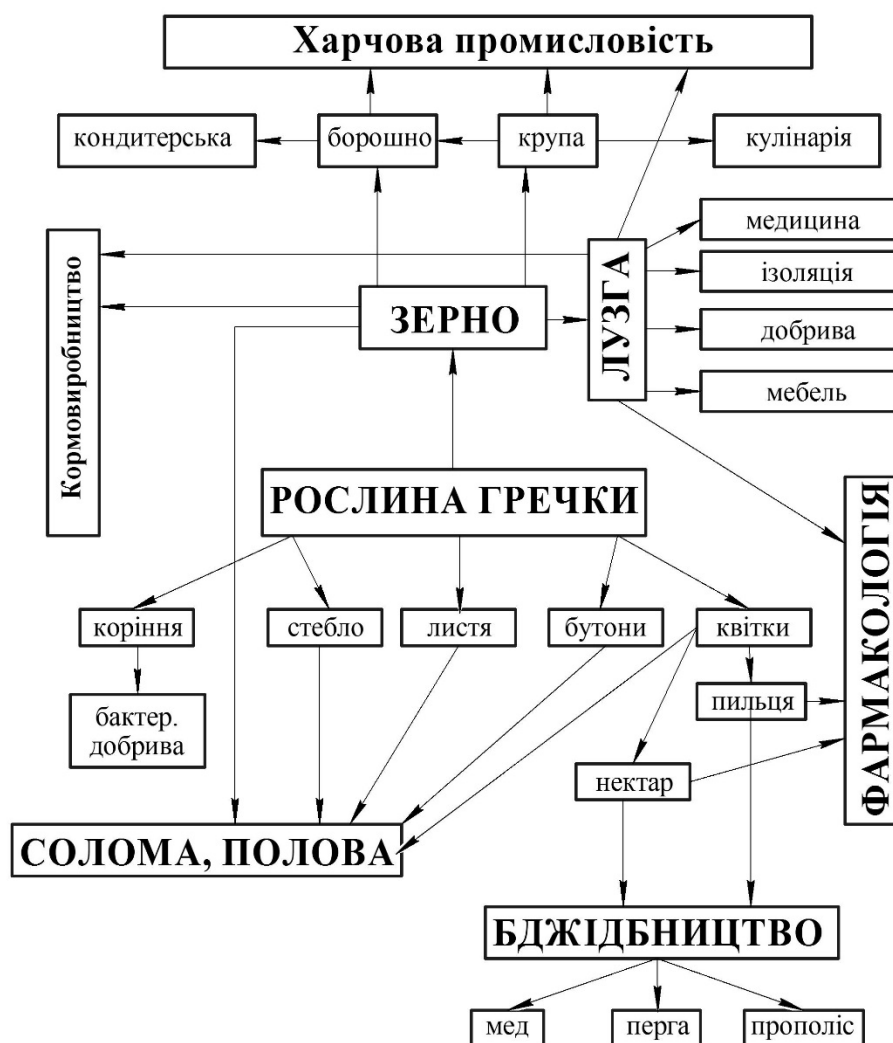 Харчова промисловість
кондитерська
борошно
крупа
кулінарія
Кормовиробництво
ЗЕРНО
ЛУЗГА
медицина
ізоляція
добрива
мебель
РОСЛИНА ГРЕЧКИ
ФАРМАКОЛОГІЯ
коріння
стебло
листя
бутони
квітки
бактер.
добрива
пильця
нектар
СОЛОМА, ПОЛОВА
БДЖІДБНИЦТВО
мед
перга
прополіс